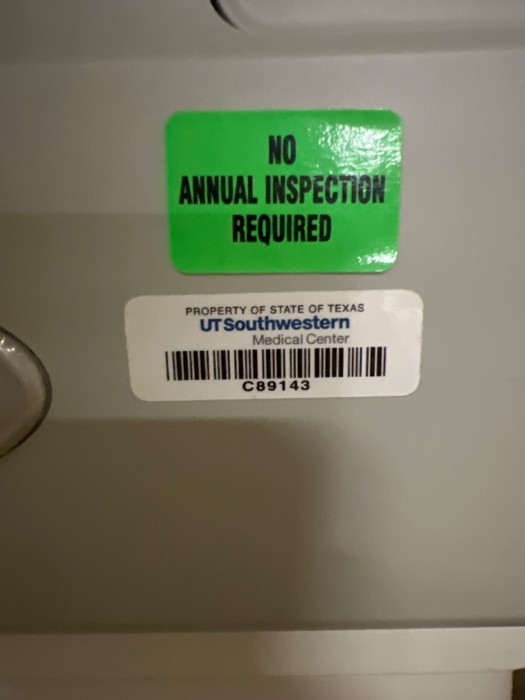 NO
ANNUAL INSPECTION
REQUIRED
PROPERTY OF STATE OF TEXAS
UTSouthwestern
Medical Center
C89143